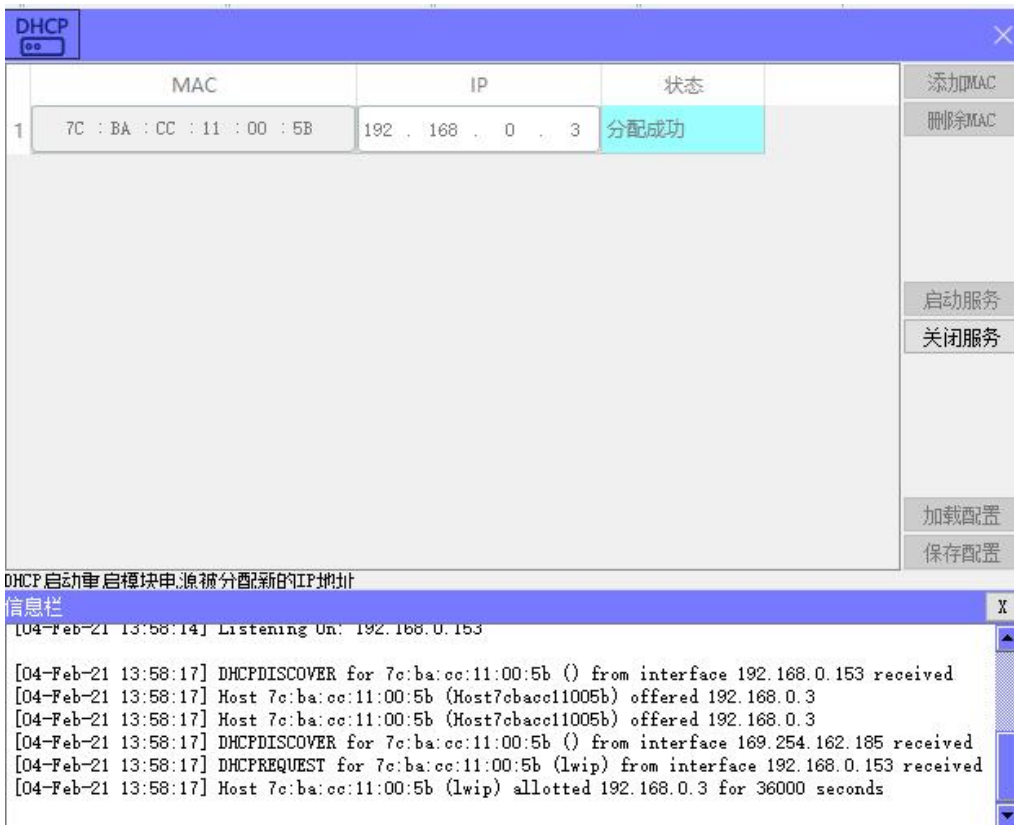 DHCP
MAC IP 状态
添加MAC
1 7C : BA : CC : 11 : 00 : 5B 192 . 168 . 0 . 3 分配成功
删除MAC
启动服务
关闭服务
加载配置
保存配置
DHCP启动重启模块电源被分配新的IP地址
信息栏 X
[04-Feb-21 13:58:14] Listening On: 192.168.0.153
[04-Feb-21 13:58:17] DHCPDISCOVER for 7c:ba:cc:11:00:5b () from interface 192.168.0.153 received
[04-Feb-21 13:58:17] Host 7c:ba:cc:11:00:5b (Host7cbacc11005b) offered 192.168.0.3
[04-Feb-21 13:58:17] Host 7c:ba:cc:11:00:5b (Host7cbacc11005b) offered 192.168.0.3
[04-Feb-21 13:58:17] DHCPDISCOVER for 7c:ba:cc:11:00:5b () from interface 169.254.162.185 received
[04-Feb-21 13:58:17] DHCPREQUEST for 7c:ba:cc:11:00:5b (lwip) from interface 192.168.0.153 received
[04-Feb-21 13:58:17] Host 7c:ba:cc:11:00:5b (lwip) allotted 192.168.0.3 for 36000 seconds